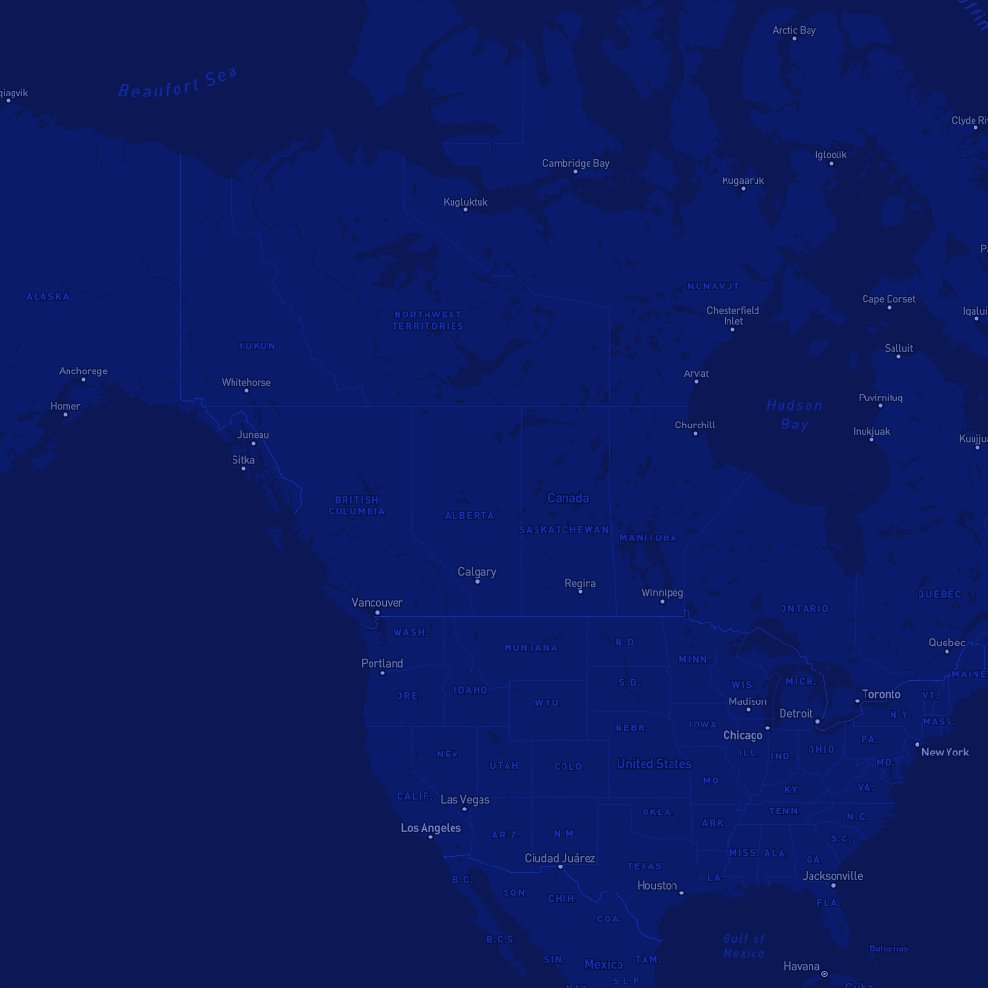 Arctic Bay
Beaufort Sea
Clyde Ri
Igloolik
Cambridge Bay
Kugaaruk
Kugluktuk
ALASKA
NUNAVUT
Cape Dorset
Chesterfield
Inlet
Iqalui
NORTHWEST
TERRITORIES
YUKON
Salluit
Anchorage
Whitehorse
Arviat
Homer
Puvirnituq
Hudson
Bay
Churchill
Inukjuak
Juneau
Kuujjua
Sitka
BRITISH
COLUMBIA
Canada
ALBERTA
SASKATCHEWAN
MANITOBA
Calgary
Regina
Winnipeg
QUEBEC
Vancouver
ONTARIO
WASH.
MONTANA
N.D.
Quebec
MINN.
Portland
MAINE
IDAHO
S.D.
WIS.
MICH.
ORE.
WYO.
Madison
Toronto
VT.
Detroit
N.Y.
MASS.
NEBR.
IOWA
Chicago
PA.
New York
NEV.
UTAH
COLO.
United States
ILL.
IND.
OHIO
MD.
MO.
KY.
VA.
CALIF.
Las Vegas
OKLA.
TENN.
N.C.
Los Angeles
ARIZ.
N.M.
ARK.
S.C.
MISS.
ALA.
GA.
Ciudad Juárez
TEXAS
LA.
Jacksonville
B.C.
SON.
CHIH.
Houston
FLA.
COA.
B.C.S.
Gulf of
Mexico
Bahamas
SIN.
Mexico
TAM.
Havana
S.L.P.
Cuba